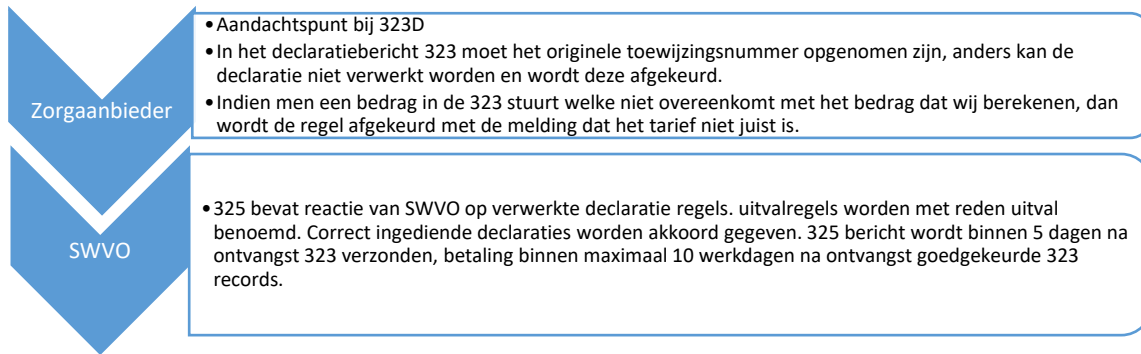 Zorgaanbieder
•Aandachtspunt bij 323D
•In het declaratiebericht 323 moet het originele toewijzingsnummer opgenomen zijn, anders kan de
declaratie niet verwerkt worden en wordt deze afgekeurd.
•Indien men een bedrag in de 323 stuurt welke niet overeenkomt met het bedrag dat wij berekenen, dan
wordt de regel afgekeurd met de melding dat het tarief niet juist is.
SWVO
•325 bevat reactie van SWVO op verwerkte declaratie regels. uitvalregels worden met reden uitval
benoemd. Correct ingediende declaraties worden akkoord gegeven. 325 bericht wordt binnen 5 dagen na
ontvangst 323 verzonden, betaling binnen maximaal 10 werkdagen na ontvangst goedgekeurde 323
records.